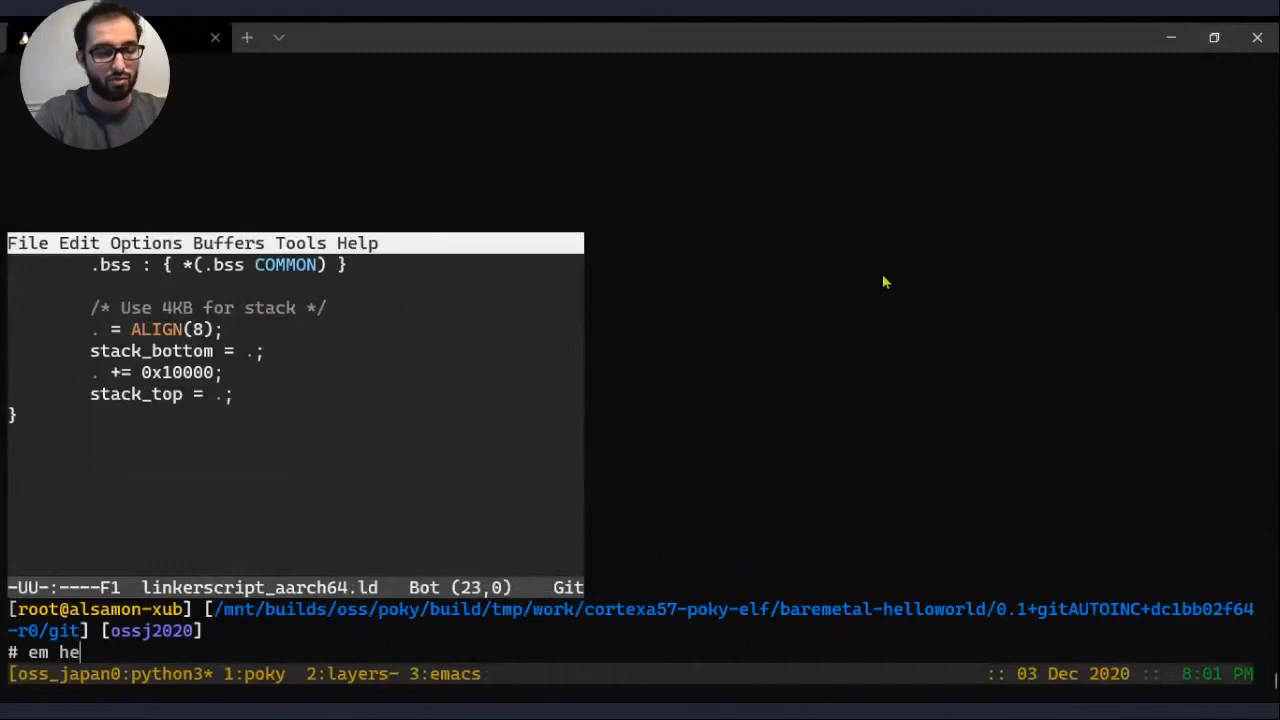 File Edit Options Buffers Tools Help
.bss : { *(.bss COMMON) }
/* Use 4KB for stack */
. = ALIGN(8);
stack_bottom = .;
. += 0x10000;
stack_top = .;
}
-UU-:----F1  linkerscript_aarch64.ld   Bot (23,0)    Git
[root@alsamon-xub] [/mnt/builds/oss/poky/build/tmp/work/cortexa57-poky-elf/baremetal-helloworld/0.1+gitAUTOINC+dc1bb02f64
-r0/git] [ossj2020]
# em he
[oss_japan0:python3* 1:poky  2:layers- 3:emacs :: 03 Dec 2020 :: 8:01 PM